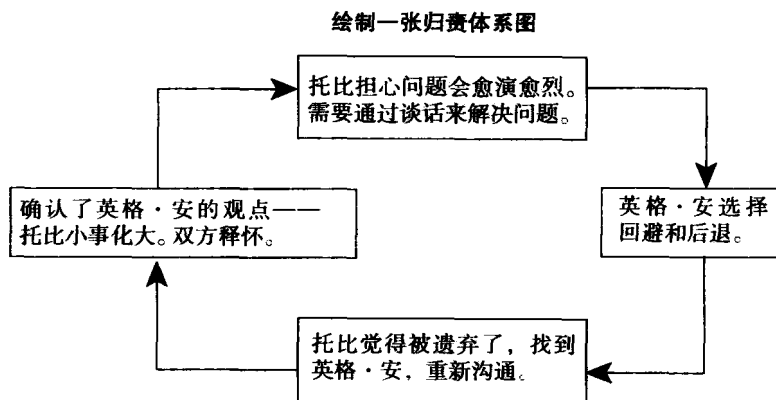 绘制一张归责体系图
托比担心问题会愈演愈烈。
需要通过谈话来解决问题。
英格·安选择
回避和后退。
托比觉得被遗弃了，找到
英格·安，重新沟通。
确认了英格·安的观点——
托比小事化大。双方释怀。